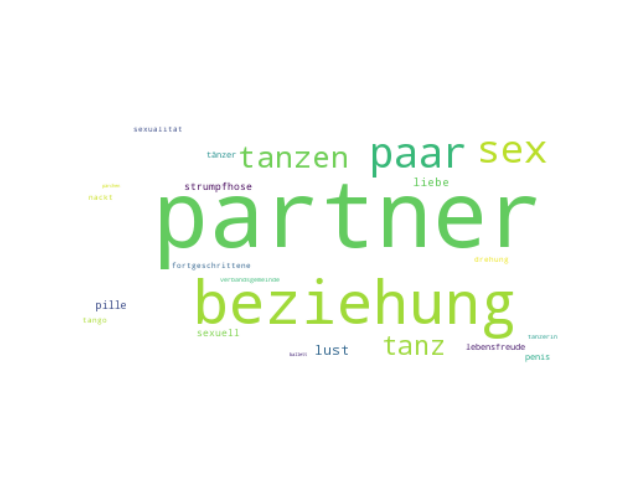 sexualität
tänzer
tanzen
paar
sex
strumpfhose
liebe
nackt
partner
fortgeschrittene
drehung
verbandsgemeinde
beziehung
pille
tango
sexuell
tanz
lust
lebensfreude
tänzerin
penis
ballett